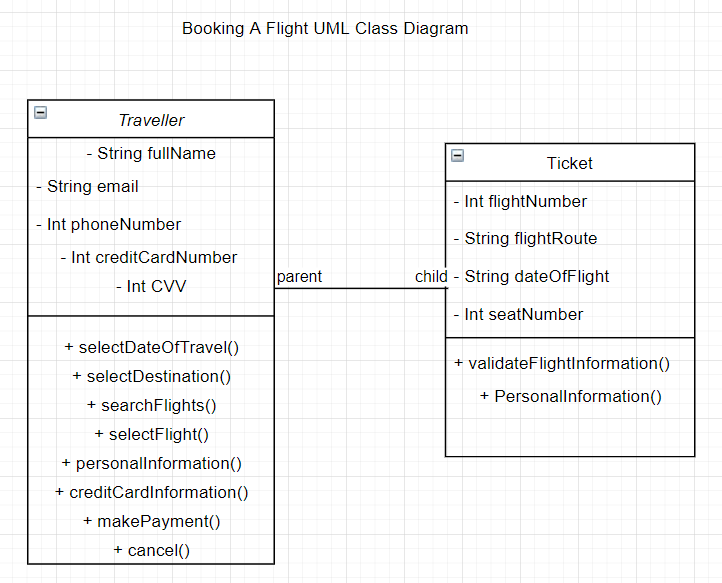 Booking A Flight UML Class Diagram
Traveller
- String fullName
- String email
- Int phoneNumber
- Int creditCardNumber
- Int CVV
+ selectDateOfTravel()
+ selectDestination()
+ searchFlights()
+ selectFlight()
+ personalInformation()
+ creditCardInformation()
+ makePayment()
+ cancel()
parent
child
Ticket
- Int flightNumber
- String flightRoute
- String dateOfFlight
- Int seatNumber
+ validateFlightInformation()
+ PersonalInformation()